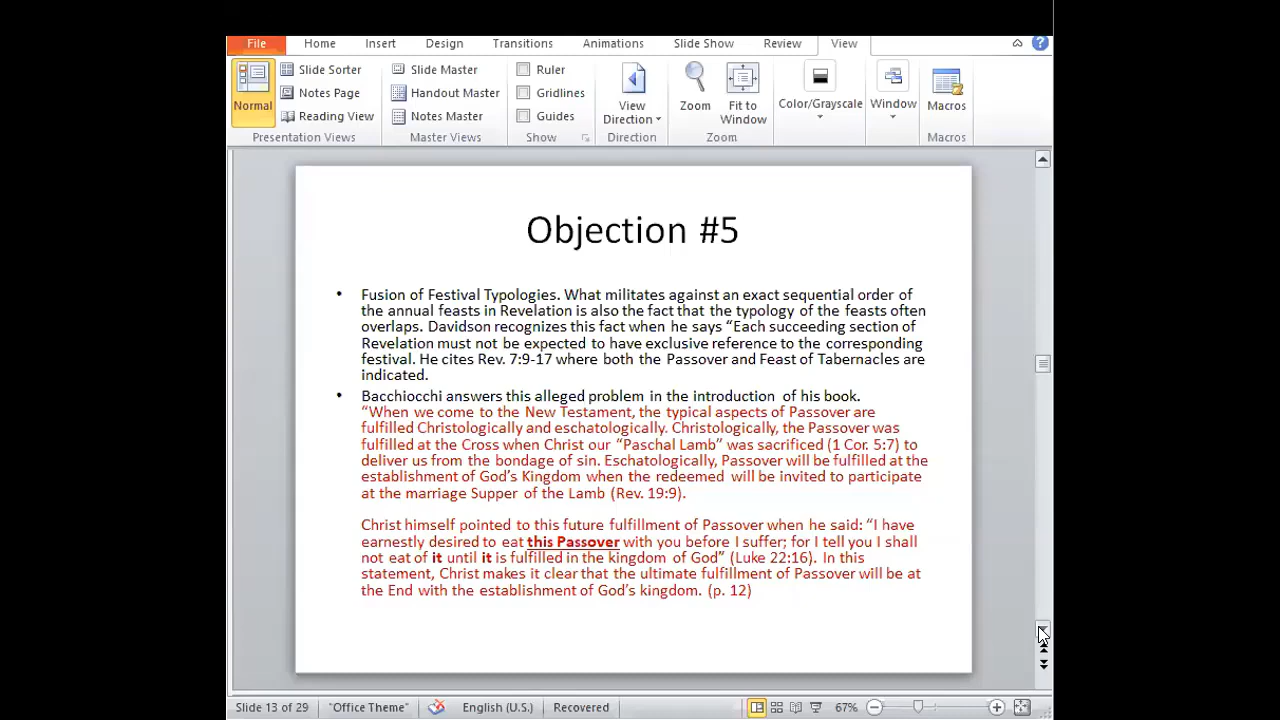 File Home Insert Design Transitions Animations Slide Show Review View
Normal Slide Sorter Notes Page Reading View
Presentation Views
Slide Master Handout Master Notes Master
Master Views
Ruler Gridlines Guides
Show
View Direction
Direction
Zoom Fit to Window
Zoom
Color/Grayscale
Window
Macros
Macros
Objection #5
• Fusion of Festival Typologies. What militates against an exact sequential order of
the annual feasts in Revelation is also the fact that the typology of the feasts often
overlaps. Davidson recognizes this fact when he says “Each succeeding section of
Revelation must not be expected to have exclusive reference to the corresponding
festival. He cites Rev. 7:9-17 where both the Passover and Feast of Tabernacles are
indicated.
• Bacchiocchi answers this alleged problem in the introduction of his book.
“When we come to the New Testament, the typical aspects of Passover are
fulfilled Christologically and eschatologically. Christologically, the Passover was
fulfilled at the Cross when Christ our “Paschal Lamb” was sacrificed (1 Cor. 5:7) to
deliver us from the bondage of sin. Eschatologically, Passover will be fulfilled at the
establishment of God’s Kingdom when the redeemed will be invited to participate
at the marriage Supper of the Lamb (Rev. 19:9).
Christ himself pointed to this future fulfillment of Passover when he said: “I have
earnestly desired to eat this Passover with you before I suffer; for I tell you I shall
not eat of it until it is fulfilled in the kingdom of God” (Luke 22:16). In this
statement, Christ makes it clear that the ultimate fulfillment of Passover will be at
the End with the establishment of God’s kingdom. (p. 12)
Slide 13 of 29 "Office Theme" English (U.S.) Recovered 67%